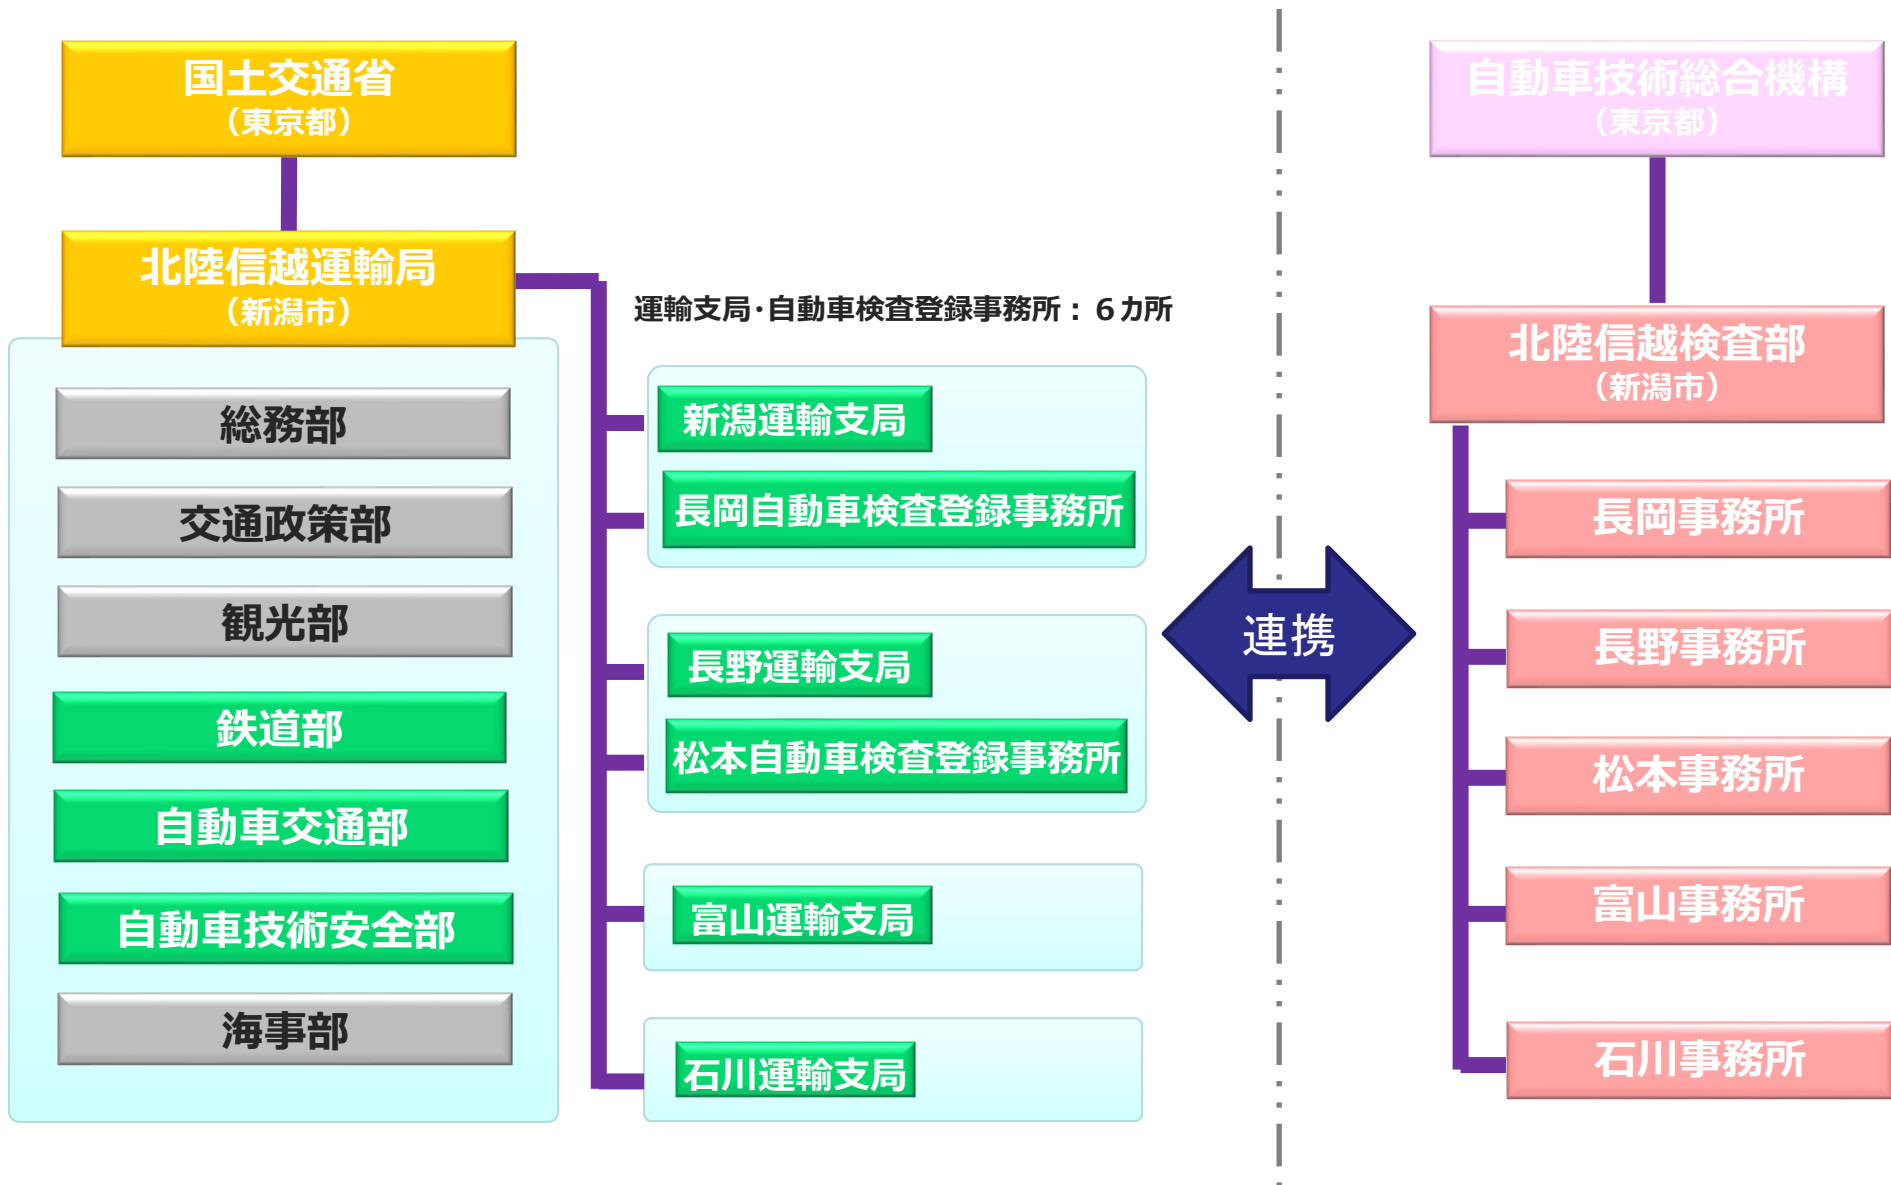 国土交通省
（東京都）
北陸信越運輸局
（新潟市）
総務部
交通政策部
観光部
鉄道部
自動車交通部
自動車技術安全部
海事部
運輸支局・自動車検査登録事務所：６カ所
新潟運輸支局
長岡自動車検査登録事務所
長野運輸支局
松本自動車検査登録事務所
富山運輸支局
石川運輸支局
連携
自動車技術総合機構
（東京都）
北陸信越検査部
（新潟市）
長岡事務所
長野事務所
松本事務所
富山事務所
石川事務所